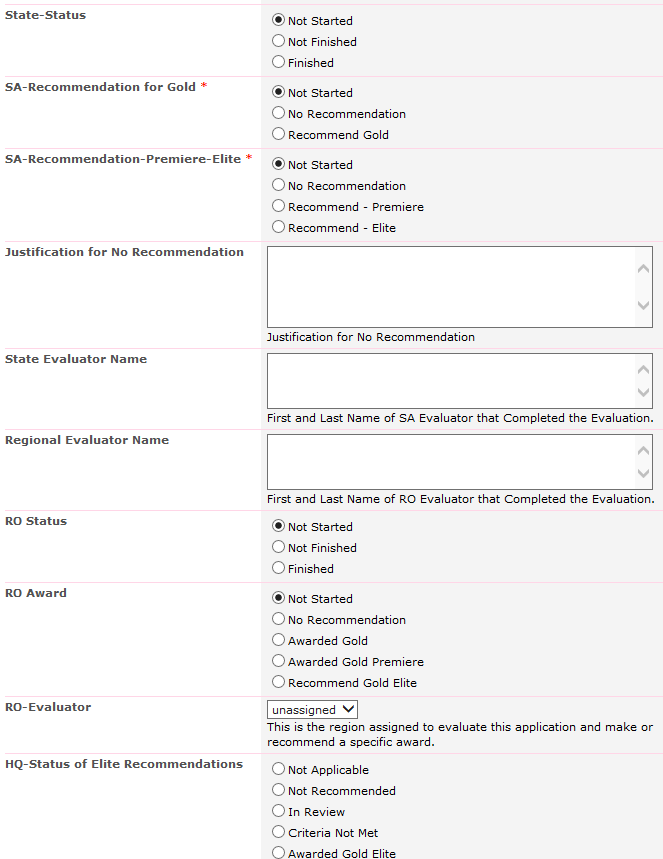 State-Status
Not Started
Not Finished
Finished
SA-Recommendation for Gold *
Not Started
No Recommendation
Recommend Gold
SA-Recommendation-Premiere-Elite *
Not Started
No Recommendation
Recommend - Premiere
Recommend - Elite
Justification for No Recommendation
Justification for No Recommendation
State Evaluator Name
First and Last Name of SA Evaluator that Completed the Evaluation.
Regional Evaluator Name
First and Last Name of RO Evaluator that Completed the Evaluation.
RO Status
Not Started
Not Finished
Finished
RO Award
Not Started
No Recommendation
Awarded Gold
Awarded Gold Premiere
Recommend Gold Elite
RO-Evaluator
unassigned
This is the region assigned to evaluate this application and make or
recommend a specific award.
HQ-Status of Elite Recommendations
Not Applicable
Not Recommended
In Review
Criteria Not Met
Awarded Gold Elite